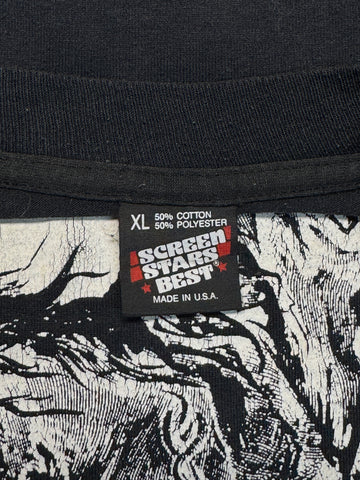 XL 50% COTTON
50% POLYESTER
SCREEN
STARS
BEST
MADE IN U.S.A.